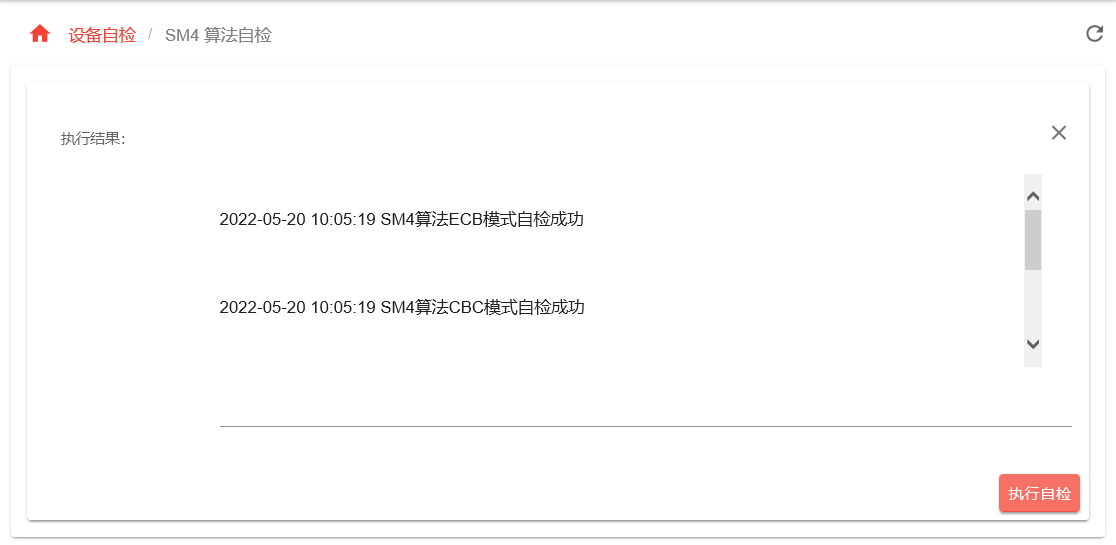 设备自检 / SM4 算法自检
执行结果：
2022-05-20 10:05:19 SM4算法ECB模式自检成功
2022-05-20 10:05:19 SM4算法CBC模式自检成功
执行自检